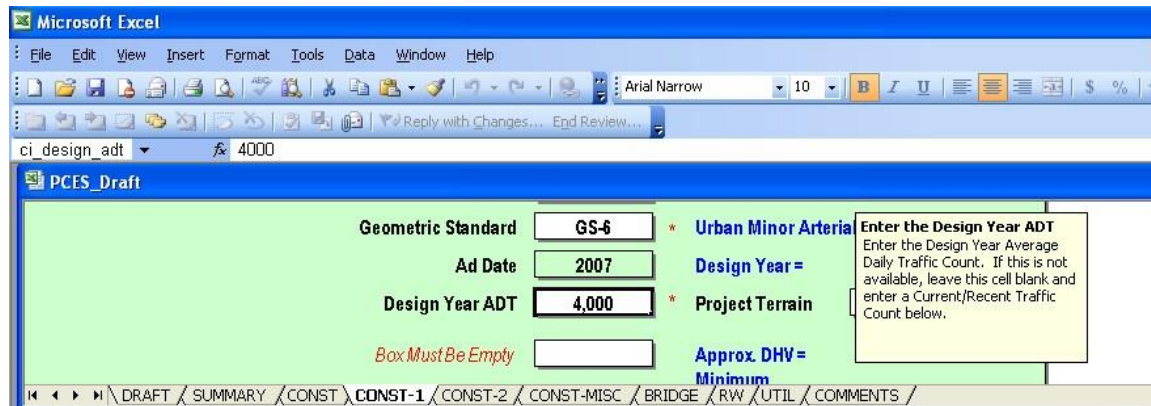 Microsoft Excel
File Edit View Insert Format Tools Data Window Help
Arial Narrow 10 B I U $ %
Reply with Changes... End Review...
ci_design_adt fx 4000
PCES_Draft
Geometric Standard GS-6 * Urban Minor Arterial
Ad Date 2007 Design Year =
Design Year ADT 4,000 * Project Terrain
Box Must Be Empty Approx. DHV =
Minimum
Enter the Design Year ADT
Enter the Design Year Average
Daily Traffic Count. If this is not
available, leave this cell blank and
enter a Current/Recent Traffic
Count below.
DRAFT / SUMMARY / CONST \ CONST-1 / CONST-2 / CONST-MISC / BRIDGE / RW / UTIL / COMMENTS /